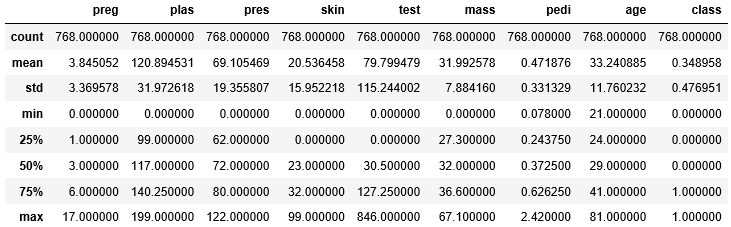 preg plas pres skin test mass pedi age class
count 768.000000 768.000000 768.000000 768.000000 768.000000 768.000000 768.000000 768.000000 768.000000
mean 3.845052 120.894531 69.105469 20.536458 79.799479 31.992578 0.471876 33.240885 0.348958
std 3.369578 31.972618 19.355807 15.952218 115.244002 7.884160 0.331329 11.760232 0.476951
min 0.000000 0.000000 0.000000 0.000000 0.000000 0.000000 0.078000 21.000000 0.000000
25% 1.000000 99.000000 62.000000 0.000000 0.000000 27.300000 0.243750 24.000000 0.000000
50% 3.000000 117.000000 72.000000 23.000000 30.500000 32.000000 0.372500 29.000000 0.000000
75% 6.000000 140.250000 80.000000 32.000000 127.250000 36.600000 0.626250 41.000000 1.000000
max 17.000000 199.000000 122.000000 99.000000 846.000000 67.100000 2.420000 81.000000 1.000000